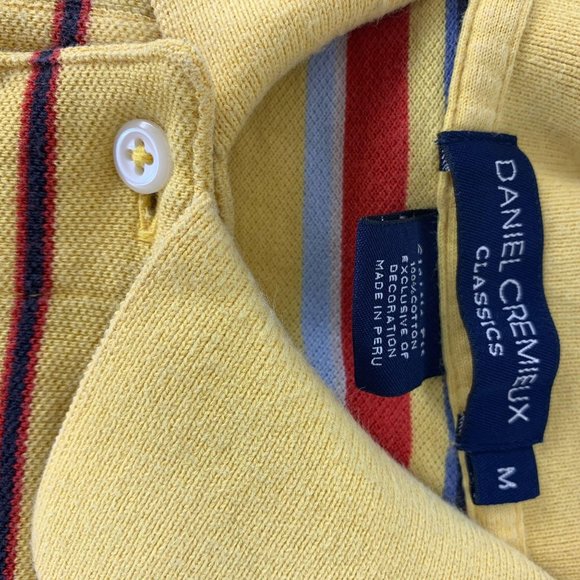 DANIEL CREMIEUX
CLASSICS
M
100% COTTON
EXCLUSIVE OF
DECORATION
MADE IN PERU